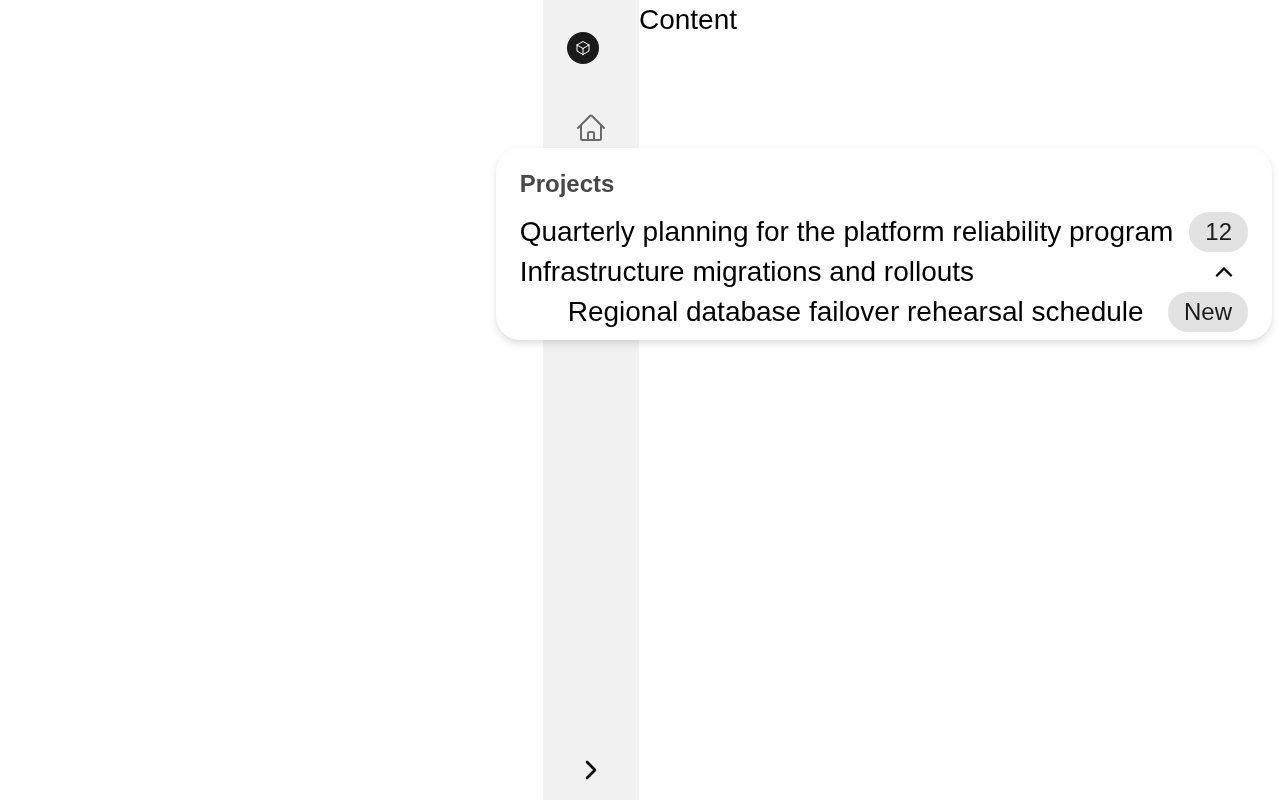 Content
Projects
Quarterly planning for the platform reliability program 12
Infrastructure migrations and rollouts
Regional database failover rehearsal schedule New